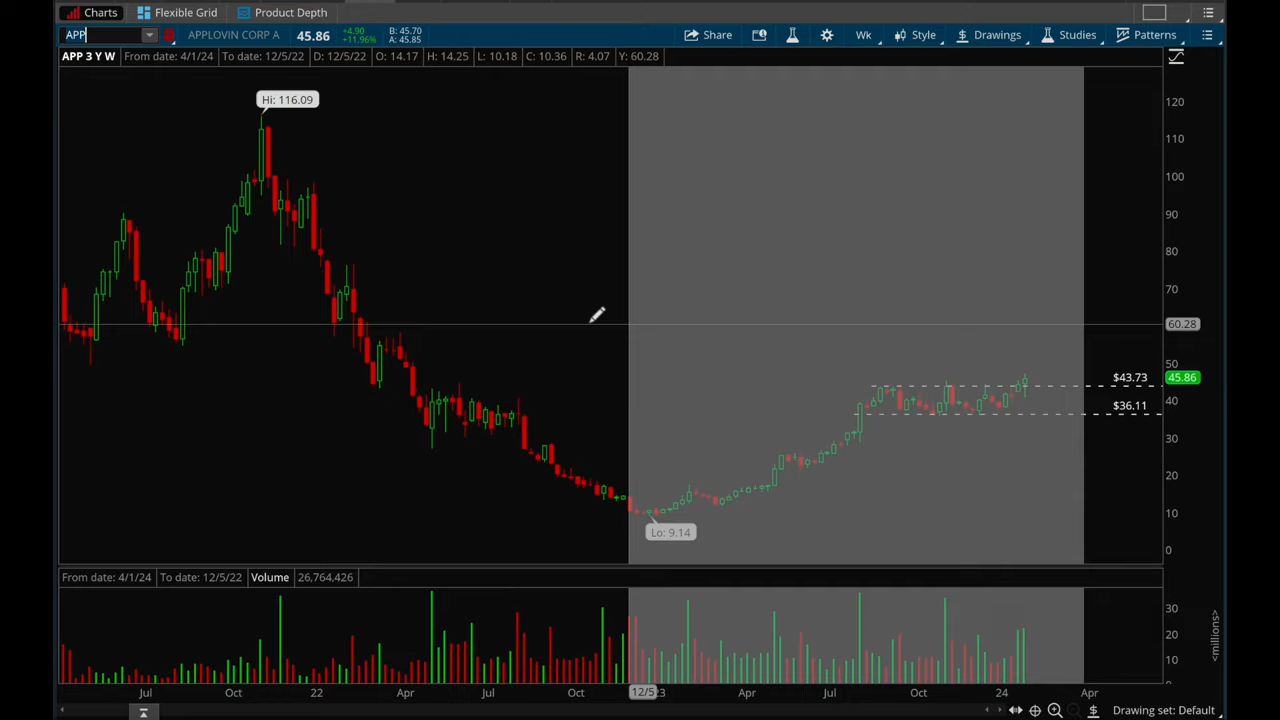 Charts Flexible Grid Product Depth
APP APPLOVIN CORP A 45.86 +4.90 +11.96% B: 45.70 A: 45.85 Share Wk Style Drawings Studies Patterns
APP 3 Y W From date: 4/1/24 To date: 12/5/22 D: 12/5/22 O: 14.17 H: 14.25 L: 10.18 C: 10.36 R: 4.07 Y: 60.28
Hi: 116.09
120
110
100
90
80
70
60.28
50
$43.73 45.86
40
$36.11
30
20
10
Lo: 9.14
0
From date: 4/1/24 To date: 12/5/22 Volume 26,764,426
30
20
10
<millions>
Jul Oct 22 Apr Jul Oct 12/5 23 Apr Jul Oct 24 Apr
$ Drawing set: Default